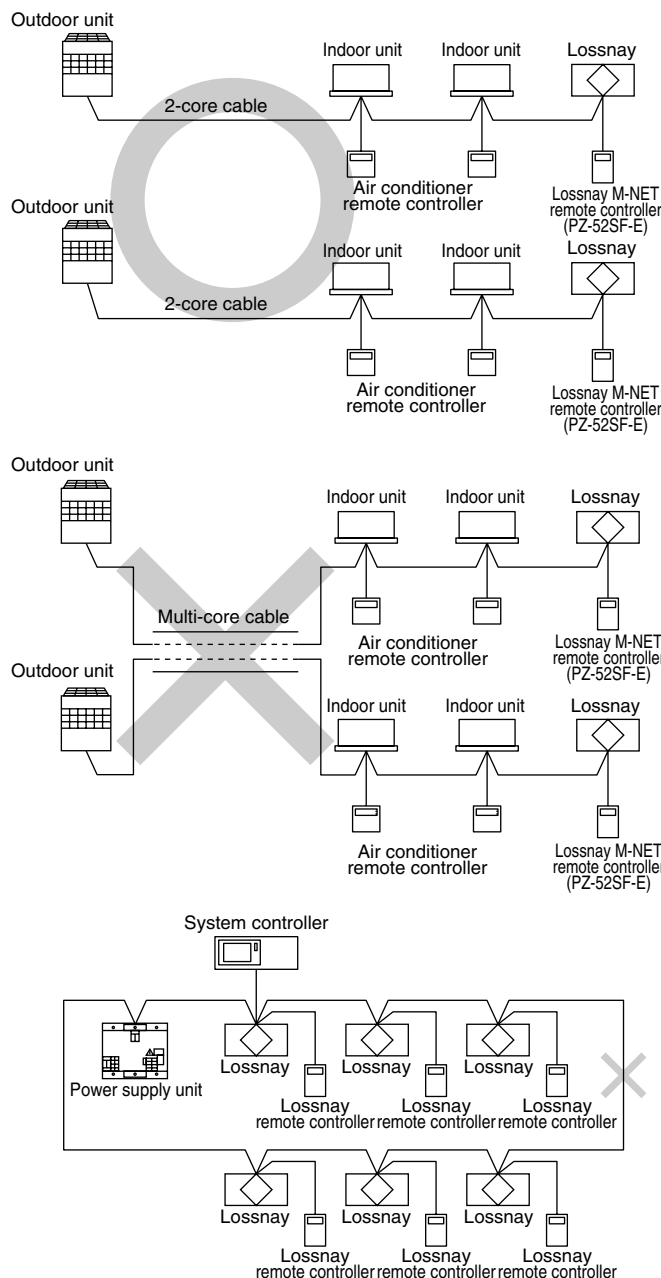 Outdoor unit
Indoor unit
Indoor unit
Lossnay
2-core cable
Air conditioner
remote controller
Lossnay M-NET
remote controller
(PZ-52SF-E)
Outdoor unit
Indoor unit
Indoor unit
Lossnay
2-core cable
Air conditioner
remote controller
Lossnay M-NET
remote controller
(PZ-52SF-E)
Outdoor unit
Indoor unit
Indoor unit
Lossnay
Multi-core cable
Air conditioner
remote controller
Lossnay M-NET
remote controller
(PZ-52SF-E)
Outdoor unit
Indoor unit
Indoor unit
Lossnay
Air conditioner
remote controller
Lossnay M-NET
remote controller
(PZ-52SF-E)
System controller
Power supply unit
Lossnay
Lossnay
Lossnay
Lossnay
remote controller
Lossnay
remote controller
Lossnay
remote controller
Lossnay
Lossnay
Lossnay
Lossnay
remote controller
Lossnay
remote controller
Lossnay
remote controller